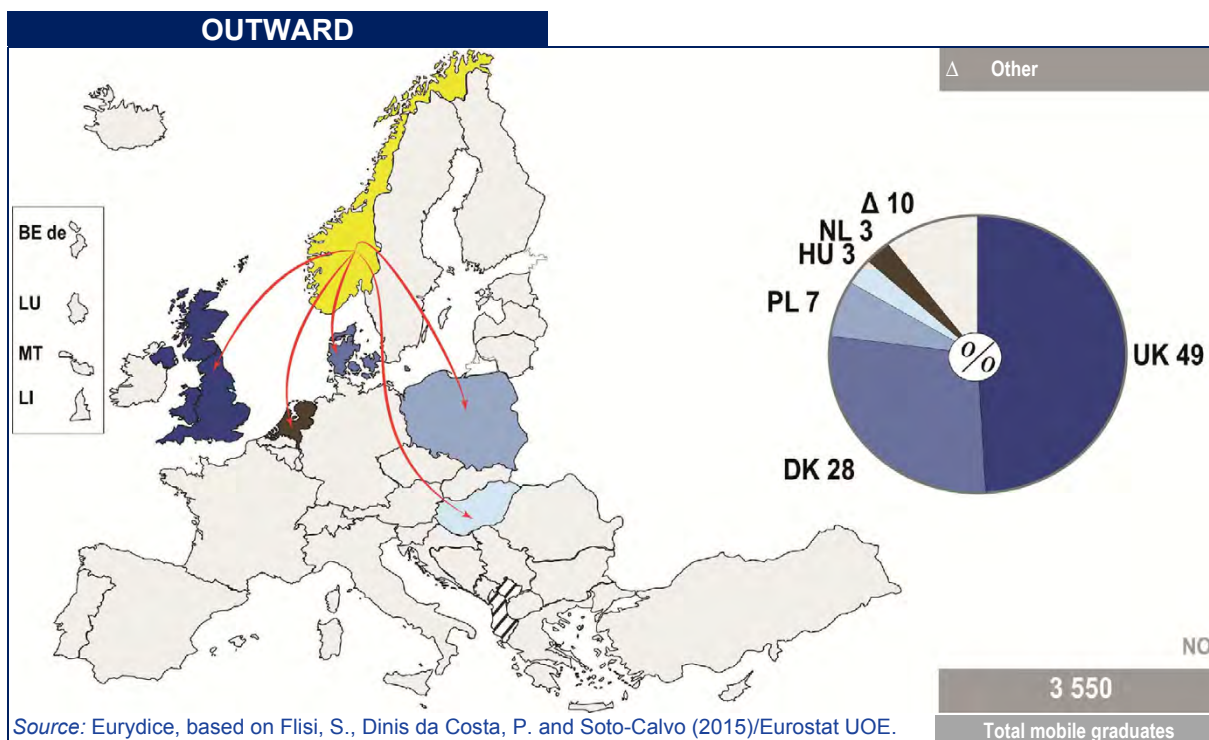 OUTWARD
Δ Other
BE de
LU
MT
LI
Δ 10
NL 3
HU 3
PL 7
%
UK 49
DK 28
NO
3 550
Total mobile graduates
Source: Eurydice, based on Flisi, S., Dinis da Costa, P. and Soto-Calvo (2015)/Eurostat UOE.